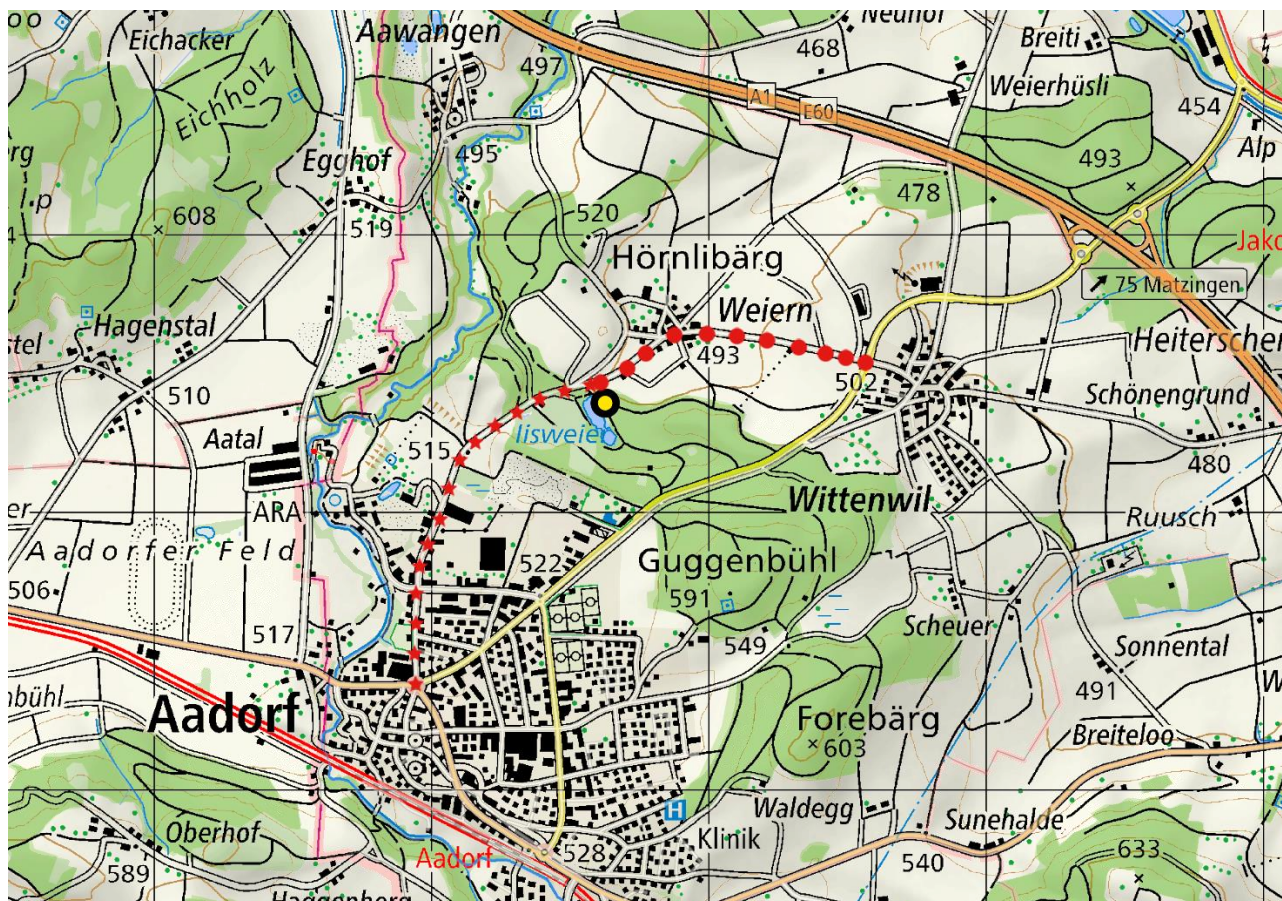 Neuhof
Eichacker
Aawangen
468
Breiti
497
Weierhüsli
A1
E60
454
Eichholz
495
493
Alp
Egghof
478
608
520
519
Hörnlibärg
75 Matzingen
Weiern
Hagenstal
493
502
Schönengrund
510
Iisweier
Aatal
515
480
ARA
Wittenwil
Ruusch
Aadorfer Feld
522
Guggenbühl
506
591
517
549
Scheuer
Sonnental
491
Aadorf
Forebärg
603
Breiteloo
Waldegg
Sunehalde
H
Oberhof
Klinik
Aadorf
528
540
633
589